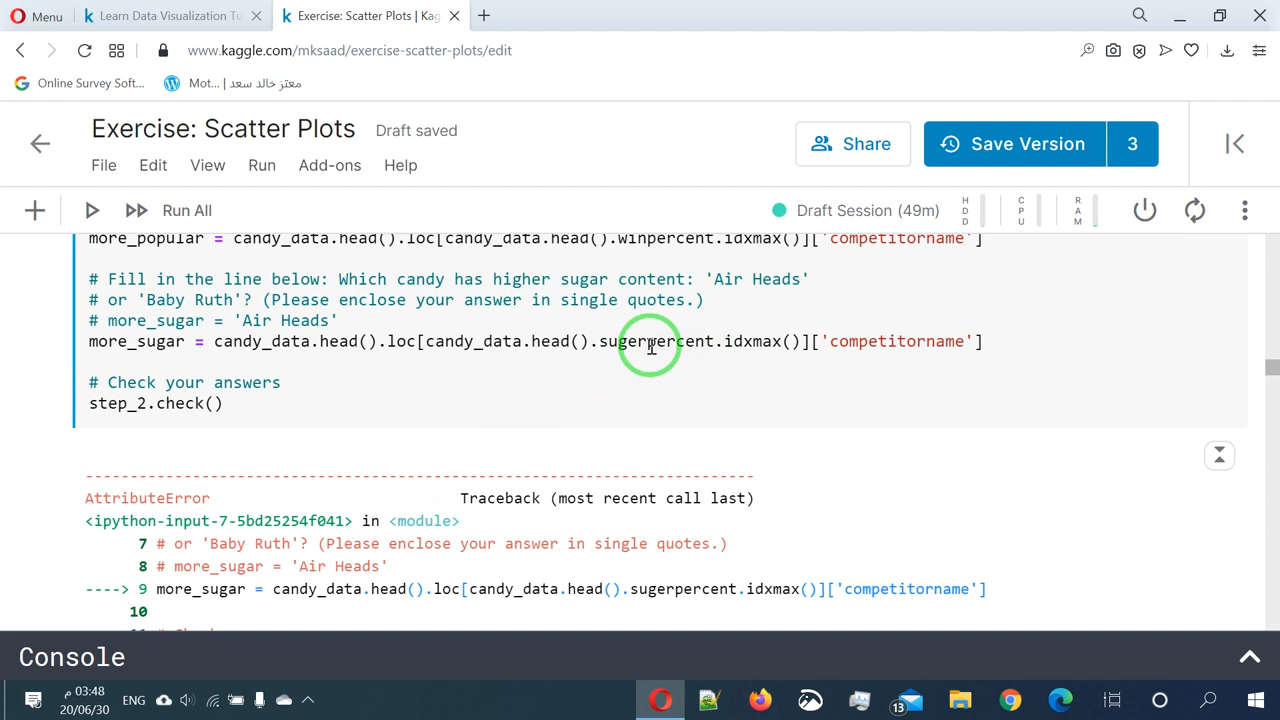 Menu
Learn Data Visualization Tu
Exercise: Scatter Plots | Kag
www.kaggle.com/mksaad/exercise-scatter-plots/edit
Online Survey Soft...
Mot... | معتز خالد سعد
Exercise: Scatter Plots
Draft saved
Share
Save Version
3
File
Edit
View
Run
Add-ons
Help
Run All
Draft Session (49m)
HDD
CPU
RAM
more_popular = candy_data.head().loc[candy_data.head().winpercent.idxmax()]['competitorname']
# Fill in the line below: Which candy has higher sugar content: 'Air Heads'
# or 'Baby Ruth'? (Please enclose your answer in single quotes.)
# more_sugar = 'Air Heads'
more_sugar = candy_data.head().loc[candy_data.head().sugerpercent.idxmax()]['competitorname']
# Check your answers
step_2.check()
---------------------------------------------------------------------------
AttributeError Traceback (most recent call last)
<ipython-input-7-5bd25254f041> in <module>
7 # or 'Baby Ruth'? (Please enclose your answer in single quotes.)
8 # more_sugar = 'Air Heads'
----> 9 more_sugar = candy_data.head().loc[candy_data.head().sugerpercent.idxmax()]['competitorname']
10
Console
13
ENG
03:48 م
20/06/30